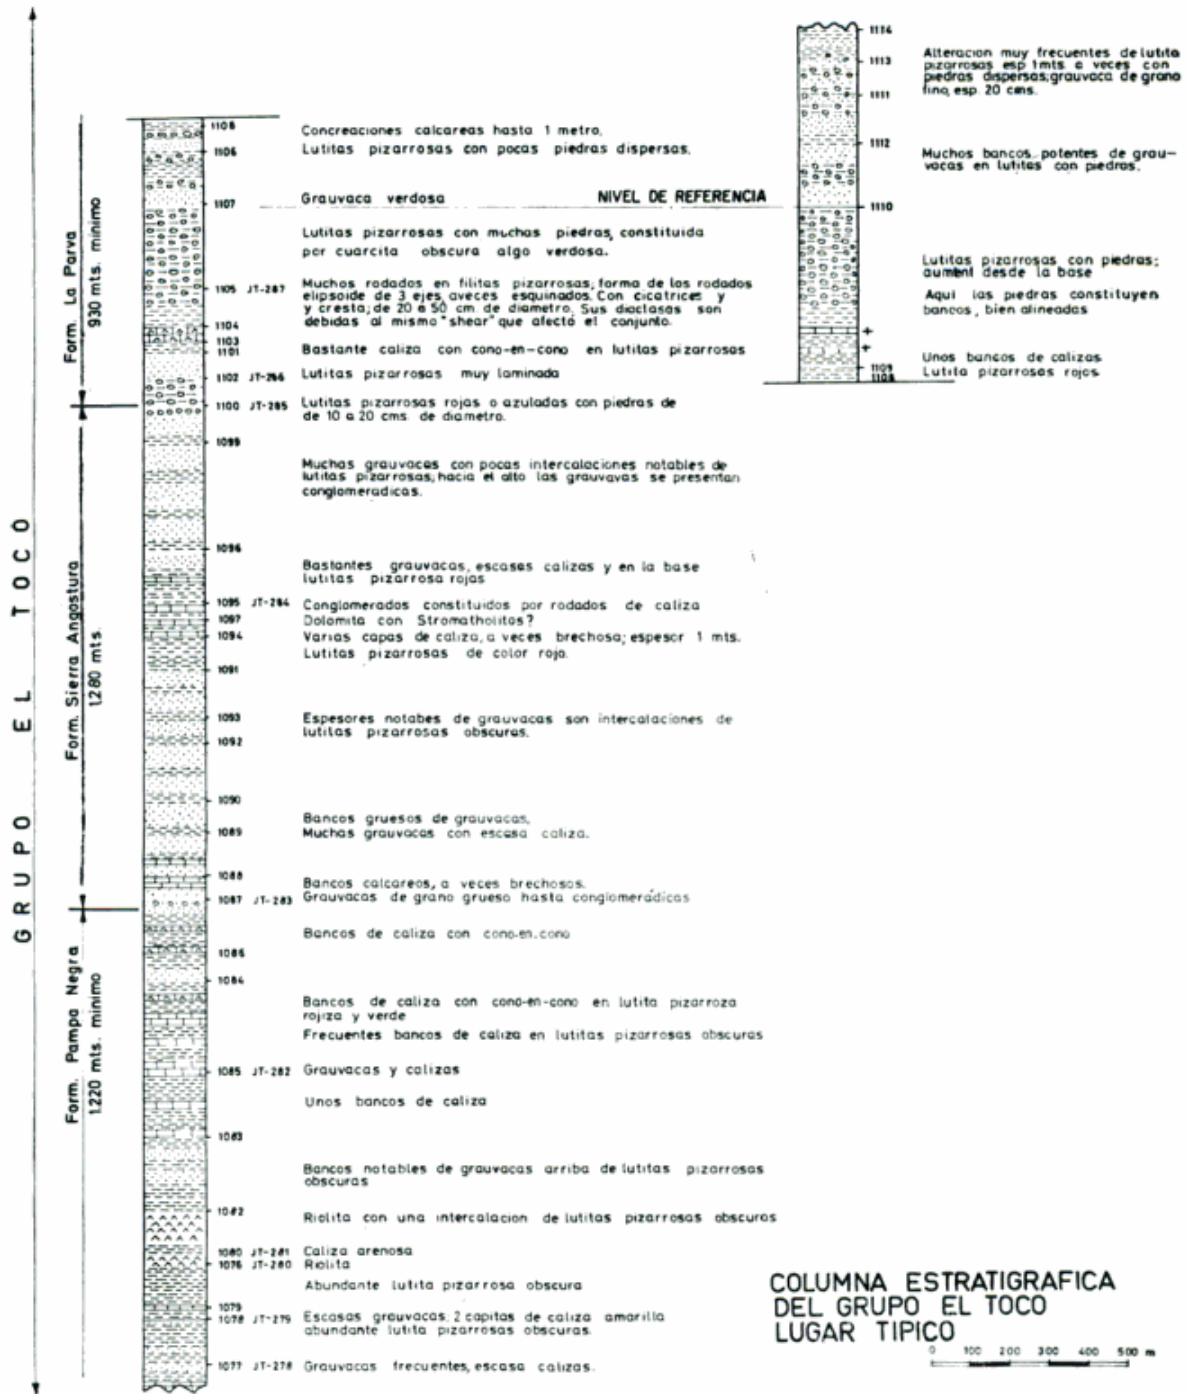 GRUPO EL TOCO
Form. La Parva
930 mts. minimo
Form. Sierra Angostura
1280 mts.
Form. Pampa Negra
1220 mts. minimo
1108 Concreaciones calcareas hasta 1 metro.
1106 Lutitas pizarrosas con pocas piedras dispersas.
1107 Grauvaca verdosa NIVEL DE REFERENCIA
Lutitas pizarrosas con muchas piedras, constituida
por cuarcita obscura algo verdosa.
1105 JT-287 Muchos rodados en filitas pizarrosas; forma de los rodados
elipsoide de 3 ejes, aveces esquinados. Con cicatrices y
y cresta; de 20 a 50 cm. de diametro. Sus diaclasas son
debidas al mismo "shear" que afectó el conjunto.
1104
1103
1101 Bastante caliza con cono-en-cono en lutitas pizarrosas
1102 JT-286 Lutitas pizarrosas muy laminada
1100 JT-285 Lutitas pizarrosas rojas o azuladas con piedras de
de 10 a 20 cms. de diametro.
1099
Muchas grauvacas con pocas intercalaciones notables de
lutitas pizarrosas, hacia el alto las grauvavas se presentan
conglomeradicas.
1096
Bastantes grauvacas, escasas calizas y en la base
lutitas pizarrosa rojas
1095 JT-284 Conglomerados constituidos por rodados de caliza
1097 Dolomita con Stromatholitos?
1094 Varias capas de caliza, a veces brechosa; espesor 1 mts.
Lutitas pizarrosas de color rojo.
1091
1093 Espesores notabes de grauvacas son intercalaciones de
lutitas pizarrosas obscuras.
1092
1090
Bancos gruesos de grauvacas.
1089 Muchas grauvacas con escasa caliza.
1088 Bancos calcareos, a veces brechosos.
1087 JT-283 Grauvacas de grano grueso hasta conglomerádicas
Bancos de caliza con cono-en-cono
1086
1084
Bancos de caliza con cono-en-cono en lutita pizarroza
rojiza y verde
Frecuentes bancos de caliza en lutitas pizarrosas obscuras
1085 JT-282 Grauvacas y calizas
Unos bancos de caliza
1083
Bancos notables de grauvacas arriba de lutitas pizarrosas
obscuras
1082 Riolita con una intercalacion de lutitas pizarrosas obscuras
1080 JT-281 Caliza arenosa
1076 JT-280 Riolita
Abundante lutita pizarrosa obscura
1079
1078 JT-279 Escasas grauvacas; 2 capitas de caliza amarilla
abundante lutita pizarrosas obscuras.
1077 JT-278 Grauvacas frecuentes, escasa calizas.
1114
1113 Alteracion muy frecuentes de lutita
pizarrosas esp 1mts. a veces con
piedras dispersas; grauvaca de grano
fino, esp. 20 cms.
1111
1112
Muchos bancos potentes de grau-
vacas en lutitas con piedras.
1110
Lutitas pizarrosas con piedras;
aument desde la base
Aqui las piedras constituyen
bancos, bien alineadas
+
+
Unos bancos de calizas
1109
1108 Lutita pizarrosas rojas
COLUMNA ESTRATIGRAFICA
DEL GRUPO EL TOCO
LUGAR TIPICO
0 100 200 300 400 500 m